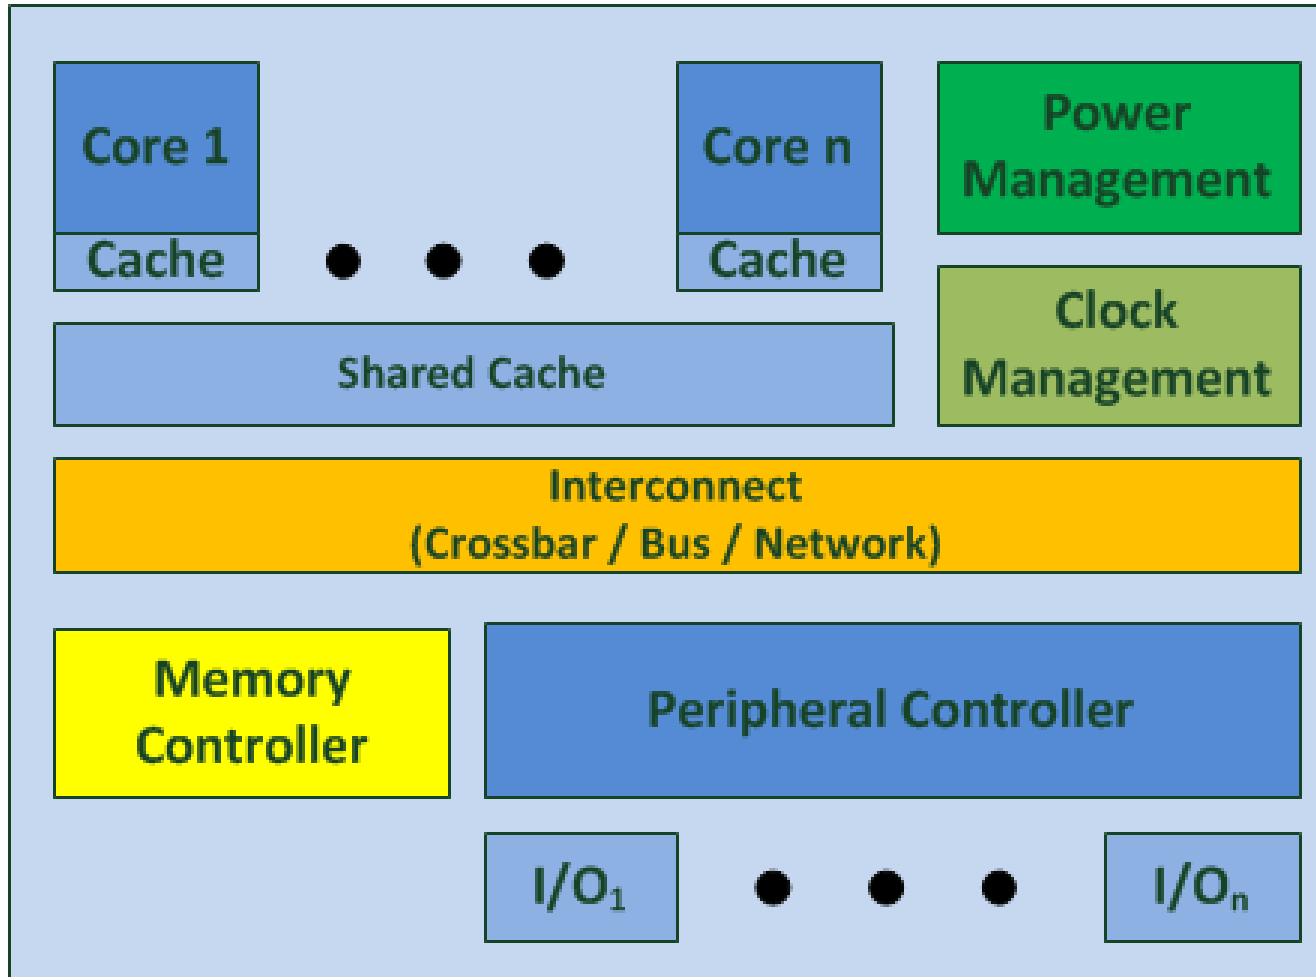 Core 1
Cache
Core n
Cache
Power
Management
Clock
Management
Shared Cache
Interconnect
(Crossbar / Bus / Network)
Memory
Controller
Peripheral Controller
I/O₁
I/Oₙ